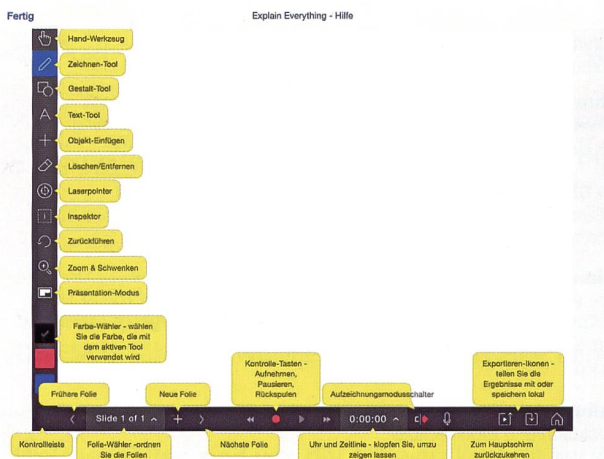 Fertig
Explain Everything - Hilfe
Hand-Werkzeug
Zeichnen-Tool
Gestalt-Tool
Text-Tool
Objekt-Einfügen
Löschen/Entfernen
Laserpointer
Inspektor
Zurückführen
Zoom & Schwenken
Präsentation-Modus
Farbe-Wähler - wählen
Sie die Farbe, die mit
dem aktiven Tool
verwendet wird
Kontrolle-Tasten -
Aufnehmen,
Pausieren,
Rückspulen
Exportieren-Ikonen -
teilen Sie die
Ergebnisse mit oder
speichern lokal
Frühere Folie
Neue Folie
Aufzeichnungsmodusschalter
Slide 1 of 1
0:00:00
Kontrolleiste
Folie-Wähler -ordnen
Sie die Folien
Nächste Folie
Uhr und Zeitlinie - klopfen Sie, umzu
zeigen lassen
Zum Hauptschirm
zurückzukehren